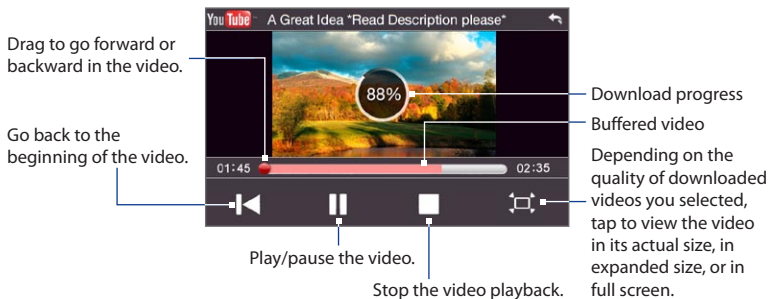 You Tube A Great Idea *Read Description please*
Drag to go forward or
backward in the video.
88%
Download progress
Buffered video
Go back to the
beginning of the video.
01:45
02:35
Depending on the
quality of downloaded
videos you selected,
tap to view the video
in its actual size, in
expanded size, or in
full screen.
Play/pause the video.
Stop the video playback.